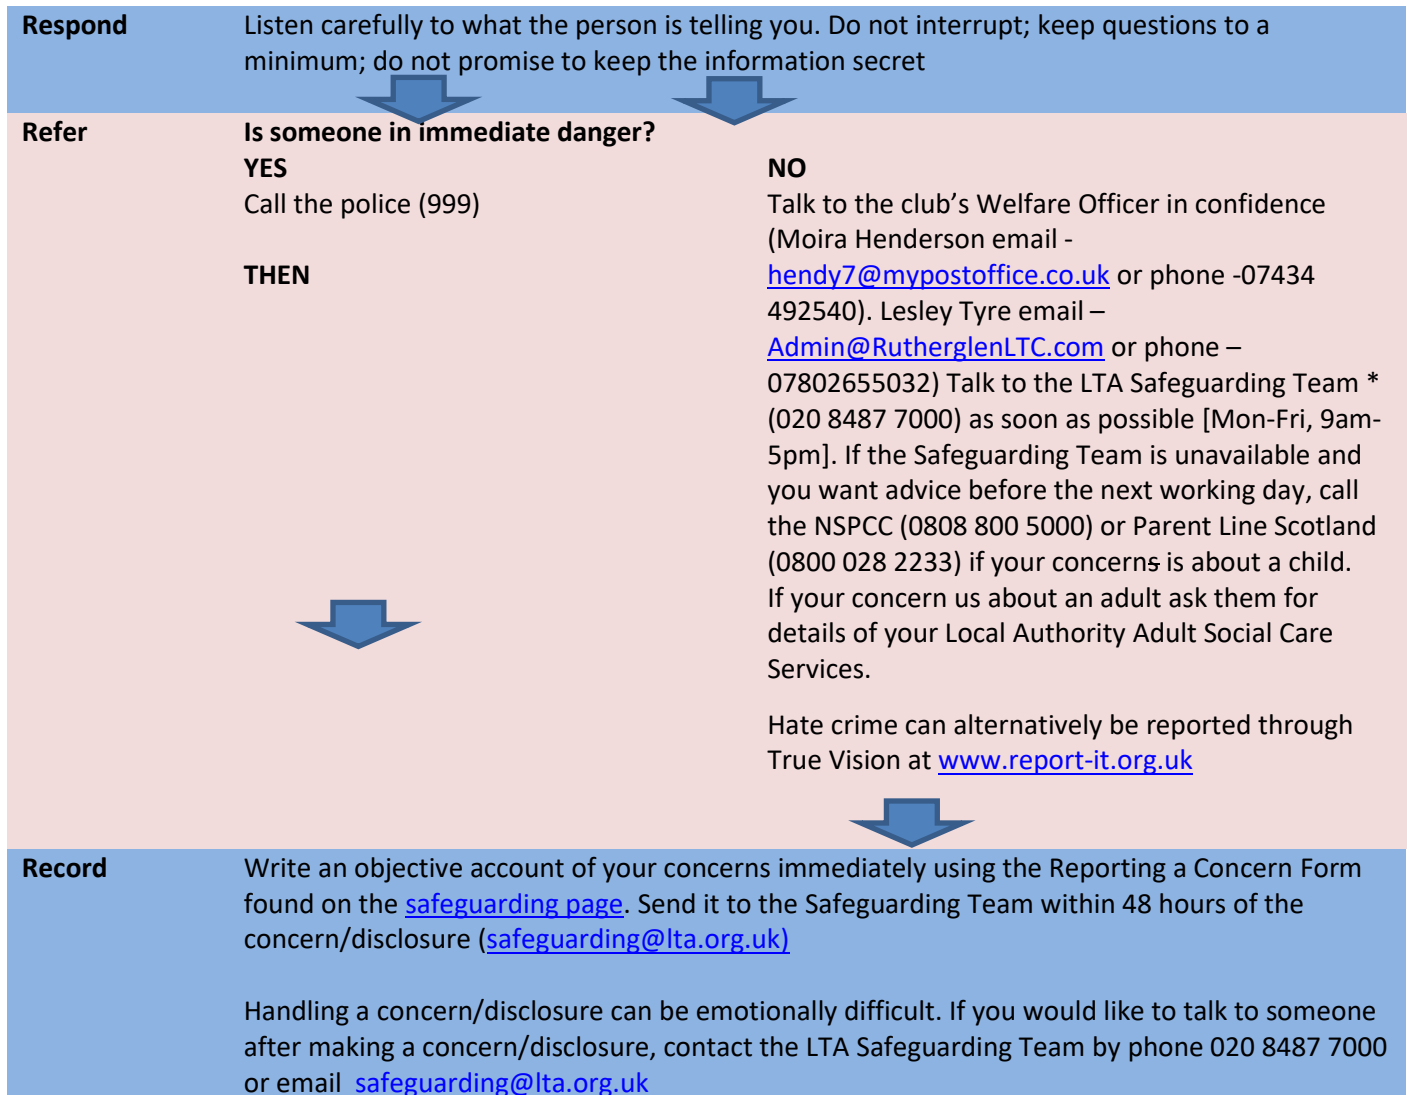 Respond
Listen carefully to what the person is telling you. Do not interrupt; keep questions to a
minimum; do not promise to keep the information secret
Refer
Is someone in immediate danger?
YES
Call the police (999)
THEN
NO
Talk to the club’s Welfare Officer in confidence
(Moira Henderson email -
hendy7@mypostoffice.co.uk or phone -07434
492540). Lesley Tyre email –
Admin@RutherglenLTC.com or phone –
07802655032) Talk to the LTA Safeguarding Team *
(020 8487 7000) as soon as possible [Mon-Fri, 9am-
5pm]. If the Safeguarding Team is unavailable and
you want advice before the next working day, call
the NSPCC (0808 800 5000) or Parent Line Scotland
(0800 028 2233) if your concerns is about a child.
If your concern us about an adult ask them for
details of your Local Authority Adult Social Care
Services.
Hate crime can alternatively be reported through
True Vision at www.report-it.org.uk
Record
Write an objective account of your concerns immediately using the Reporting a Concern Form
found on the safeguarding page. Send it to the Safeguarding Team within 48 hours of the
concern/disclosure (safeguarding@lta.org.uk)
Handling a concern/disclosure can be emotionally difficult. If you would like to talk to someone
after making a concern/disclosure, contact the LTA Safeguarding Team by phone 020 8487 7000
or email safeguarding@lta.org.uk